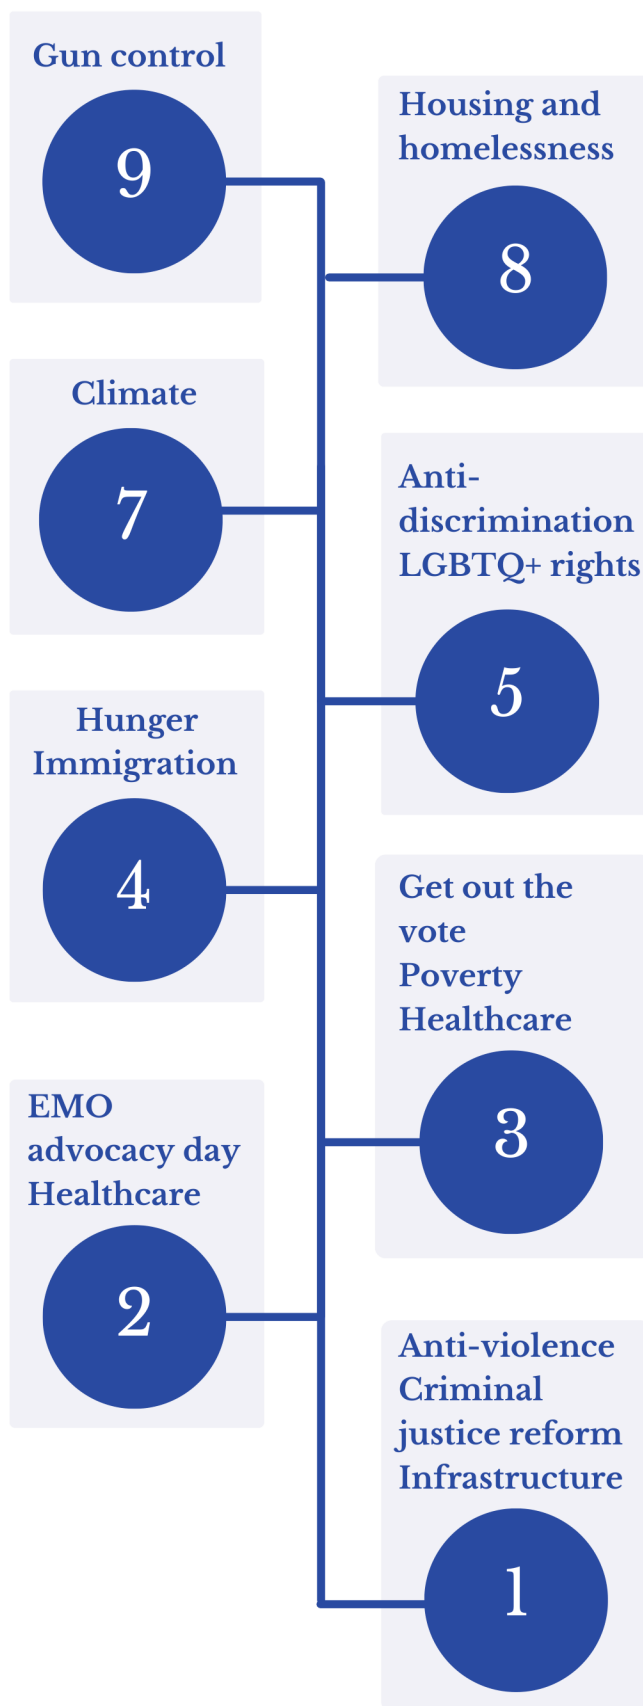 Gun control
9
Housing and
homelessness
8
Climate
7
Anti-
discrimination
LGBTQ+ rights
5
Hunger
Immigration
4
Get out the
vote
Poverty
Healthcare
3
EMO
advocacy day
Healthcare
2
Anti-violence
Criminal
justice reform
Infrastructure
1